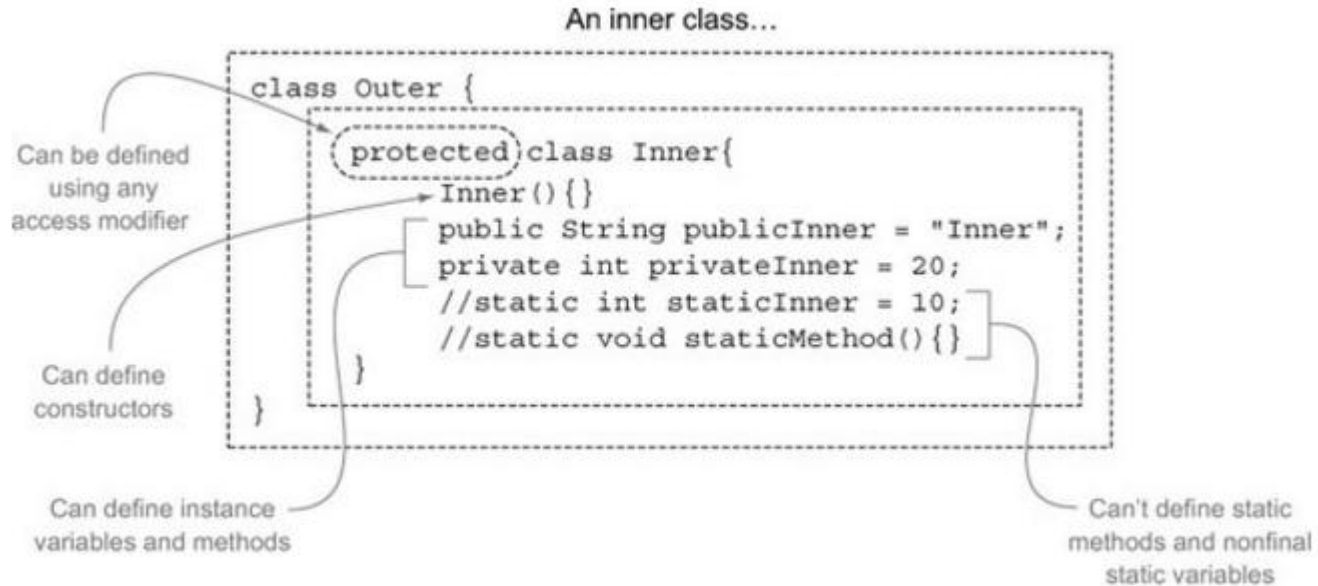 An inner class...
class Outer {
protected class Inner{
Can be defined
using any
access modifier
Inner(){}
public String publicInner = "Inner";
private int privateInner = 20;
//static int staticInner = 10;
//static void staticMethod(){}
}
}
Can define
constructors
Can define instance
variables and methods
Can't define static
methods and nonfinal
static variables